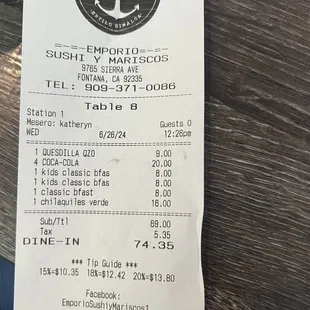 ESTILO SINALOA
=-=-EMPORIO-=-=
SUSHI Y MARISCOS
9765 SIERRA AVE
FONTANA, CA 92335
TEL: 909-371-0086
Table 8
Station 1
Mesero: katheryn Guests 0
WED 6/26/24 12:26pm
1 QUESDILLA QZO 9.00
4 COCA-COLA 20.00
1 kids classic bfas 8.00
1 kids classic bfas 8.00
1 classic bfast 8.00
1 chilaquiles verde 16.00
Sub/Ttl 69.00
Tax 5.35
DINE-IN 74.35
*** Tip Guide ***
15%=$10.35 18%=$12.42 20%=$13.80
Facebook:
EmporioSushiyMariscos1